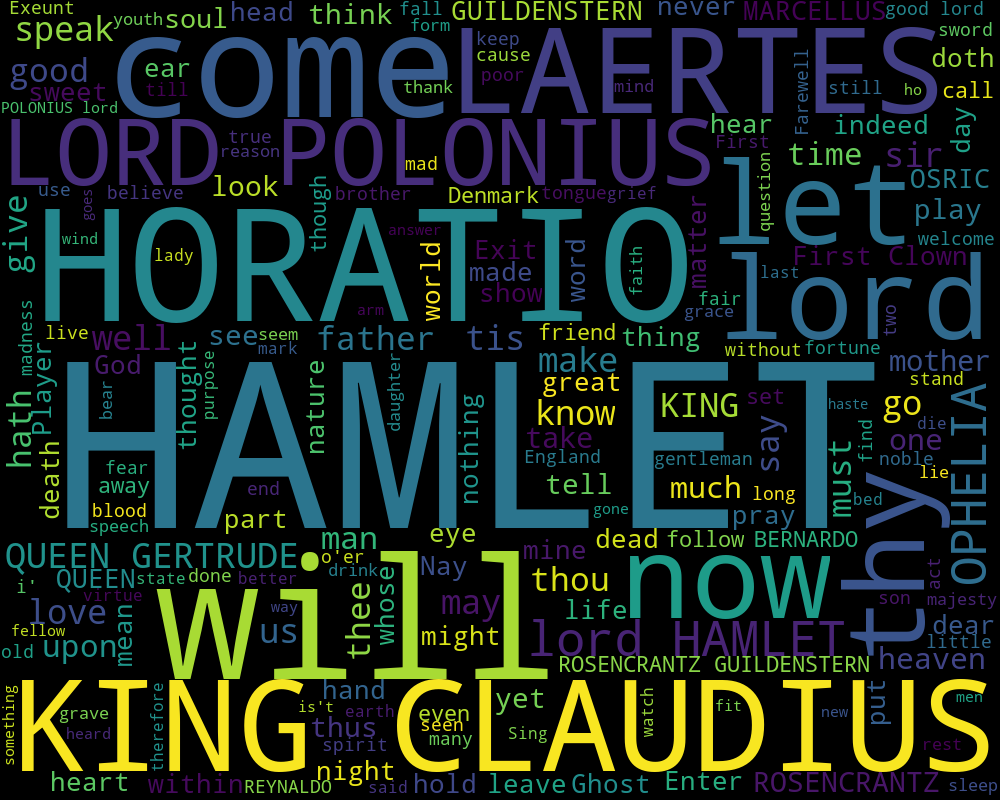 Exeunt youth soul head think fall form GUILDENSTERN never MARCELLUS good lord
speak come LAERTES sword
good ear keep cause doth
sweet till thank poor mind Farewell still ho call
POLONIUS lord
LORD POLONIUS true reason mad hear First indeed day
look time sir
use believe though brother Denmark tongue grief question let OSRIC
give goes HORATIO answer matter play
wind lady world Exit word faith First Clown welcome
made show arm last lord
fair grace two
madness live well see seem father tis friend thing without fortune
mark mother
God thought purpose nature daughter make stand
hath Player bear HAMLET great KING set haste go
nothing know say die
take find one
death fear England gentleman must noble OPHELIA
away end tell lie
blood much long bed
speech part gone pray thy
man eye dead follow BERNARDO
QUEEN GERTRUDE o'er mine
i' QUEEN state done better drink Nay thou now act
virtue will thee whose son majesty
love way us may life dear
fellow might lord HAMLET little
old upon mean
ROSENCRANTZ GUILDENSTERN heaven
something hand is't yet watch put men
KING CLAUDIUS
grave therefore thus earth even seen fit new
heard spirit many Sing rest
night
heart within REYNALDO said hold leave Ghost Enter ROSENCRANTZ sleep